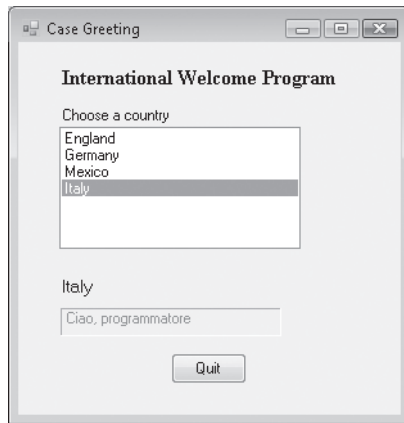 Case Greeting
International Welcome Program
Choose a country
England
Germany
Mexico
Italy
Italy
Ciao, programmatore
Quit